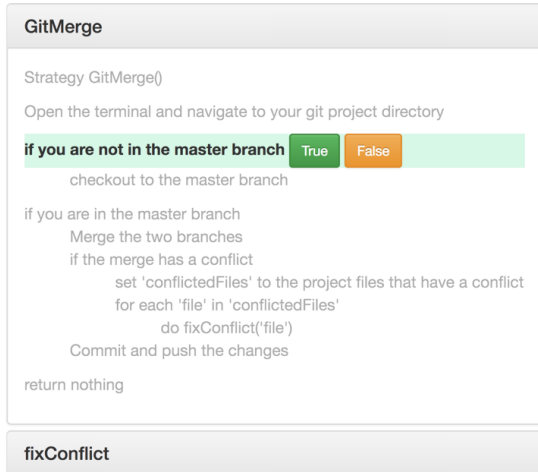 GitMerge
Strategy GitMerge()
Open the terminal and navigate to your git project directory
if you are not in the master branch True False
checkout to the master branch
if you are in the master branch
Merge the two branches
if the merge has a conflict
set 'conflictedFiles' to the project files that have a conflict
for each 'file' in 'conflictedFiles'
do fixConflict('file')
Commit and push the changes
return nothing
fixConflict